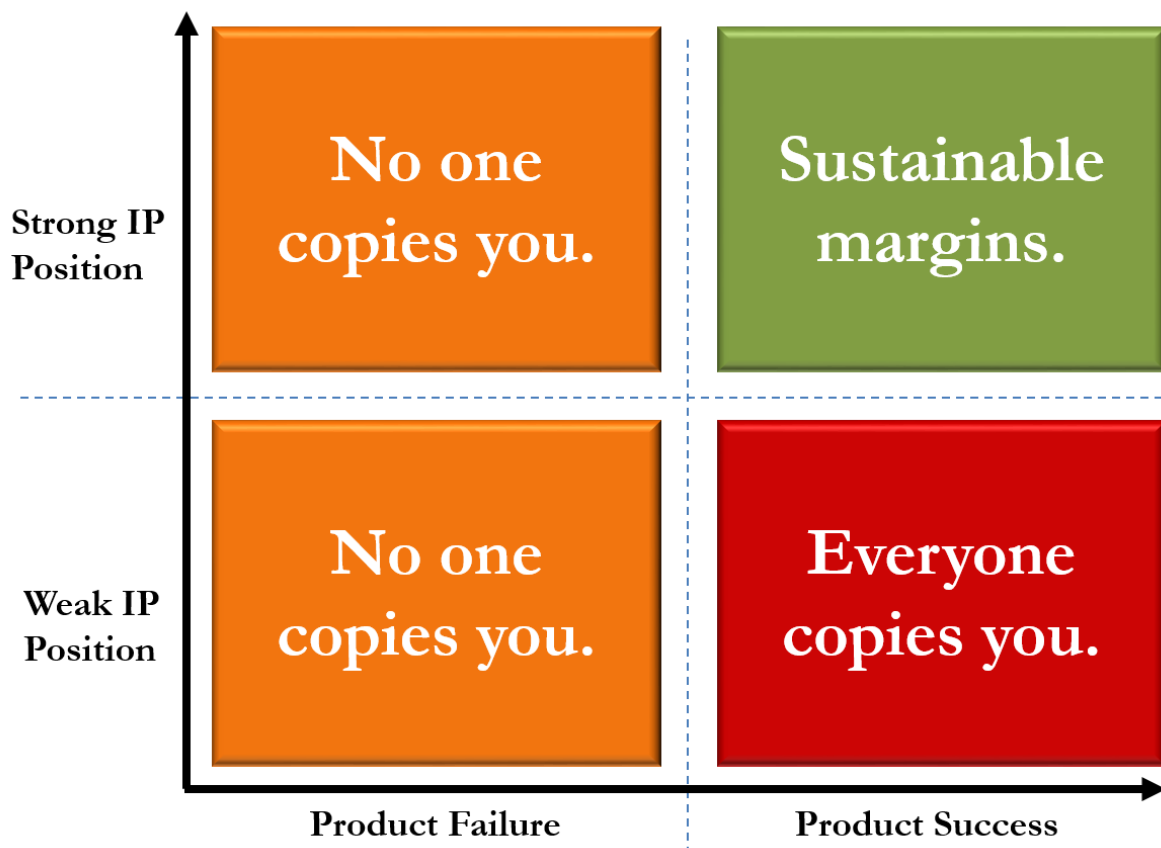 No one
copies you.
Sustainable
margins.
Strong IP
Position
No one
copies you.
Everyone
copies you.
Weak IP
Position
Product Failure
Product Success